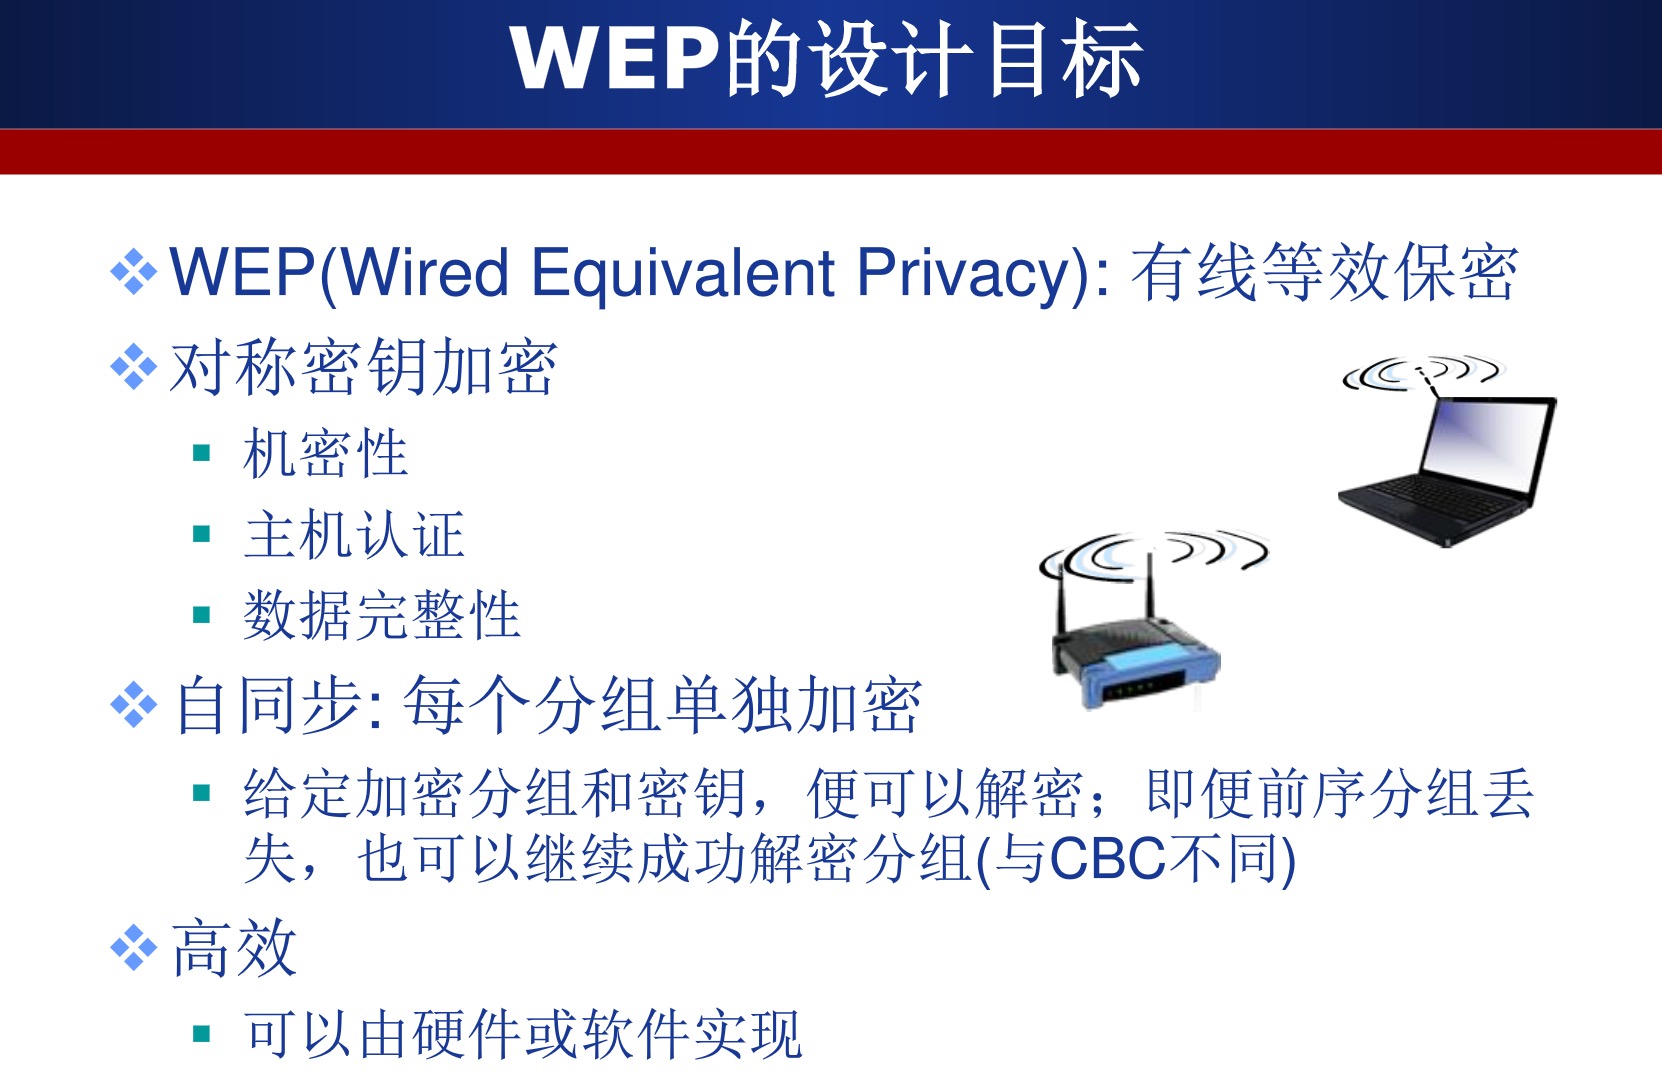 WEP的设计目标
WEP(Wired Equivalent Privacy): 有线等效保密
对称密钥加密
机密性
主机认证
数据完整性
自同步: 每个分组单独加密
给定加密分组和密钥，便可以解密；即便前序分组丢
失，也可以继续成功解密分组(与CBC不同)
高效
可以由硬件或软件实现